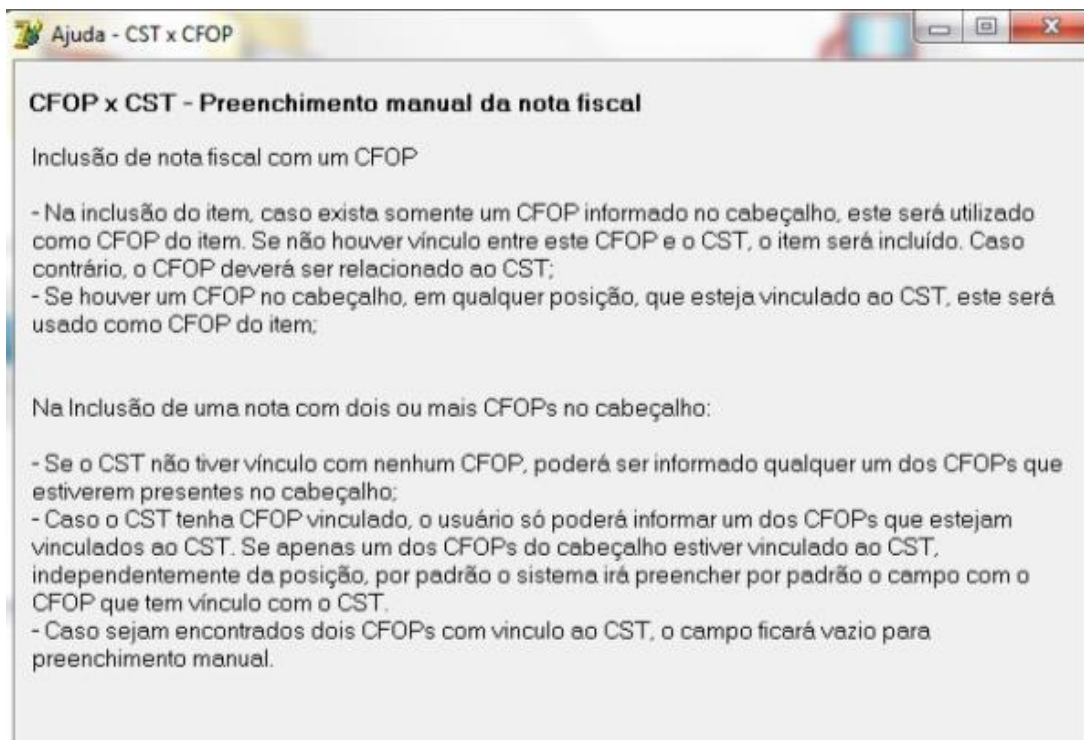 Ajuda - CST x CFOP
CFOP x CST - Preenchimento manual da nota fiscal
Inclusão de nota fiscal com um CFOP
- Na inclusão do item, caso exista somente um CFOP informado no cabeçalho, este será utilizado
como CFOP do item. Se não houver vínculo entre este CFOP e o CST, o item será incluído. Caso
contrário, o CFOP deverá ser relacionado ao CST;
- Se houver um CFOP no cabeçalho, em qualquer posição, que esteja vinculado ao CST, este será
usado como CFOP do item;
Na Inclusão de uma nota com dois ou mais CFOPs no cabeçalho:
- Se o CST não tiver vínculo com nenhum CFOP, poderá ser informado qualquer um dos CFOPs que
estiverem presentes no cabeçalho;
- Caso o CST tenha CFOP vinculado, o usuário só poderá informar um dos CFOPs que estejam
vinculados ao CST. Se apenas um dos CFOPs do cabeçalho estiver vinculado ao CST,
independentemente da posição, por padrão o sistema irá preencher por padrão o campo com o
CFOP que tem vínculo com o CST.
- Caso sejam encontrados dois CFOPs com vinculo ao CST, o campo ficará vazio para
preenchimento manual.